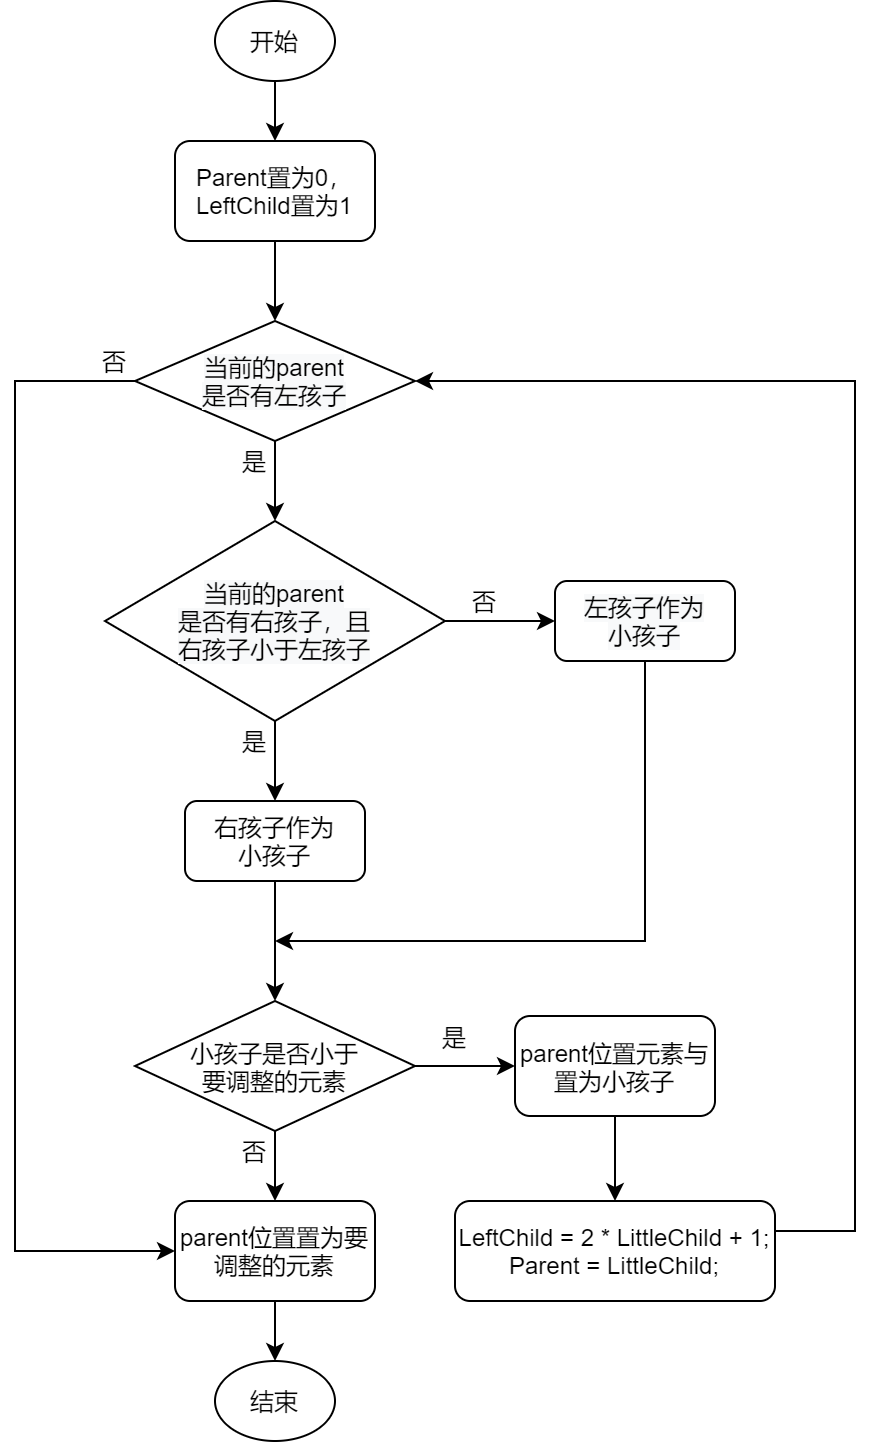 开始
Parent置为0，
LeftChild置为1
否
当前的parent
是否有左孩子
是
当前的parent
是否有右孩子，且
右孩子小于左孩子
否
左孩子作为
小孩子
是
右孩子作为
小孩子
小孩子是否小于
要调整的元素
是
parent位置元素与
置为小孩子
否
parent位置置为要
调整的元素
LeftChild = 2 * LittleChild + 1;
Parent = LittleChild;
结束